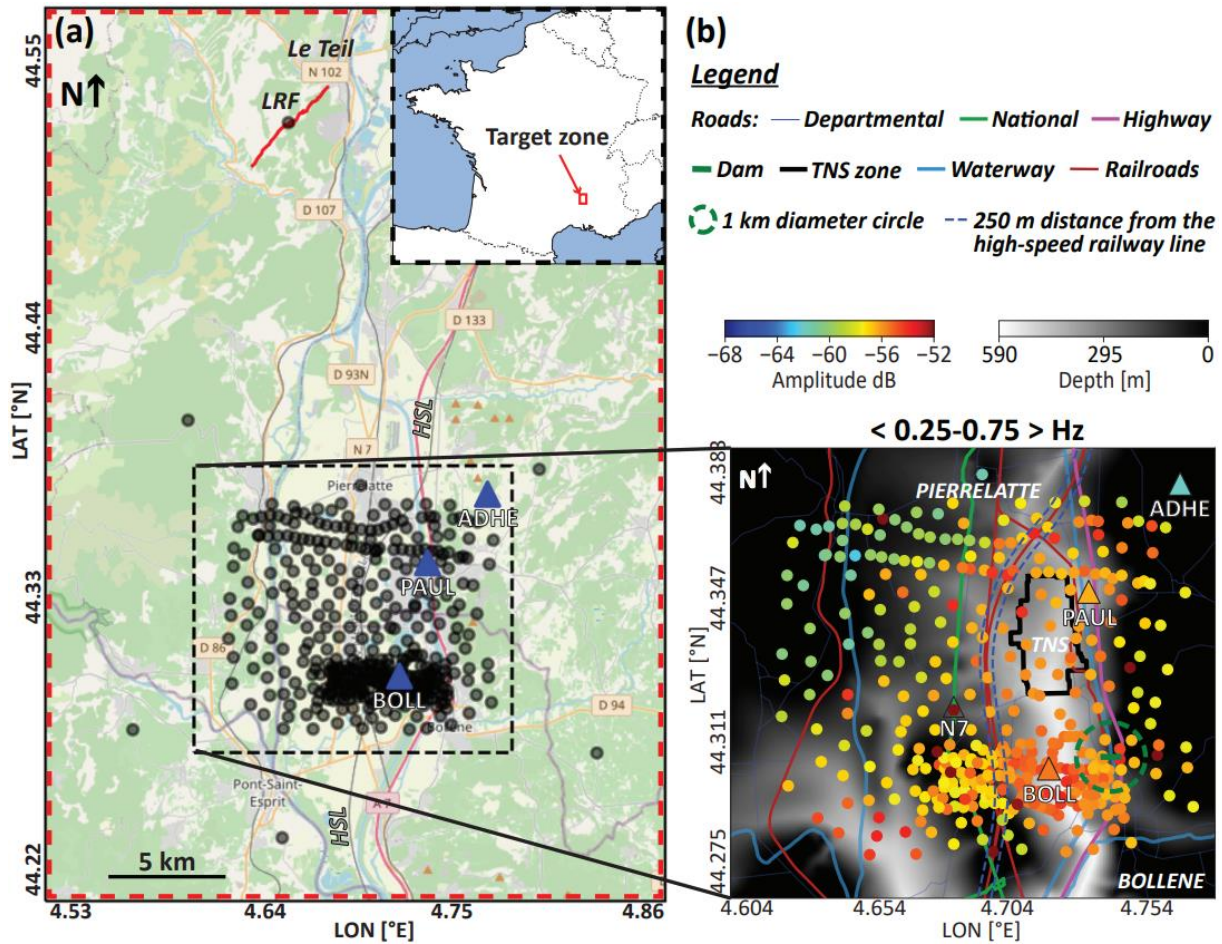 (a)
Le Teil
N 102
LRF
N↑
Target zone
D 107
D 133
D 93N
HSL
N 7
Pierrelatte
ADHE
PAUL
D 86
BOLL
Bollène
D 94
Pont-Saint-
Esprit
A 7
HSL
5 km
44.55
44.44
44.33
44.22
LAT [°N]
4.53 4.64 4.75 4.86
LON [°E]
(b)
Legend
Roads: Departmental National Highway
Dam TNS zone Waterway Railroads
1 km diameter circle 250 m distance from the
high-speed railway line
−68 −64 −60 −56 −52
Amplitude dB
590 295 0
Depth [m]
< 0.25-0.75 > Hz
N↑
PIERRELATTE
ADHE
PAUL
TNS
N7
BOLL
BOLLENE
44.383
44.347
44.311
44.275
LAT [°N]
4.604 4.654 4.704 4.754
LON [°E]